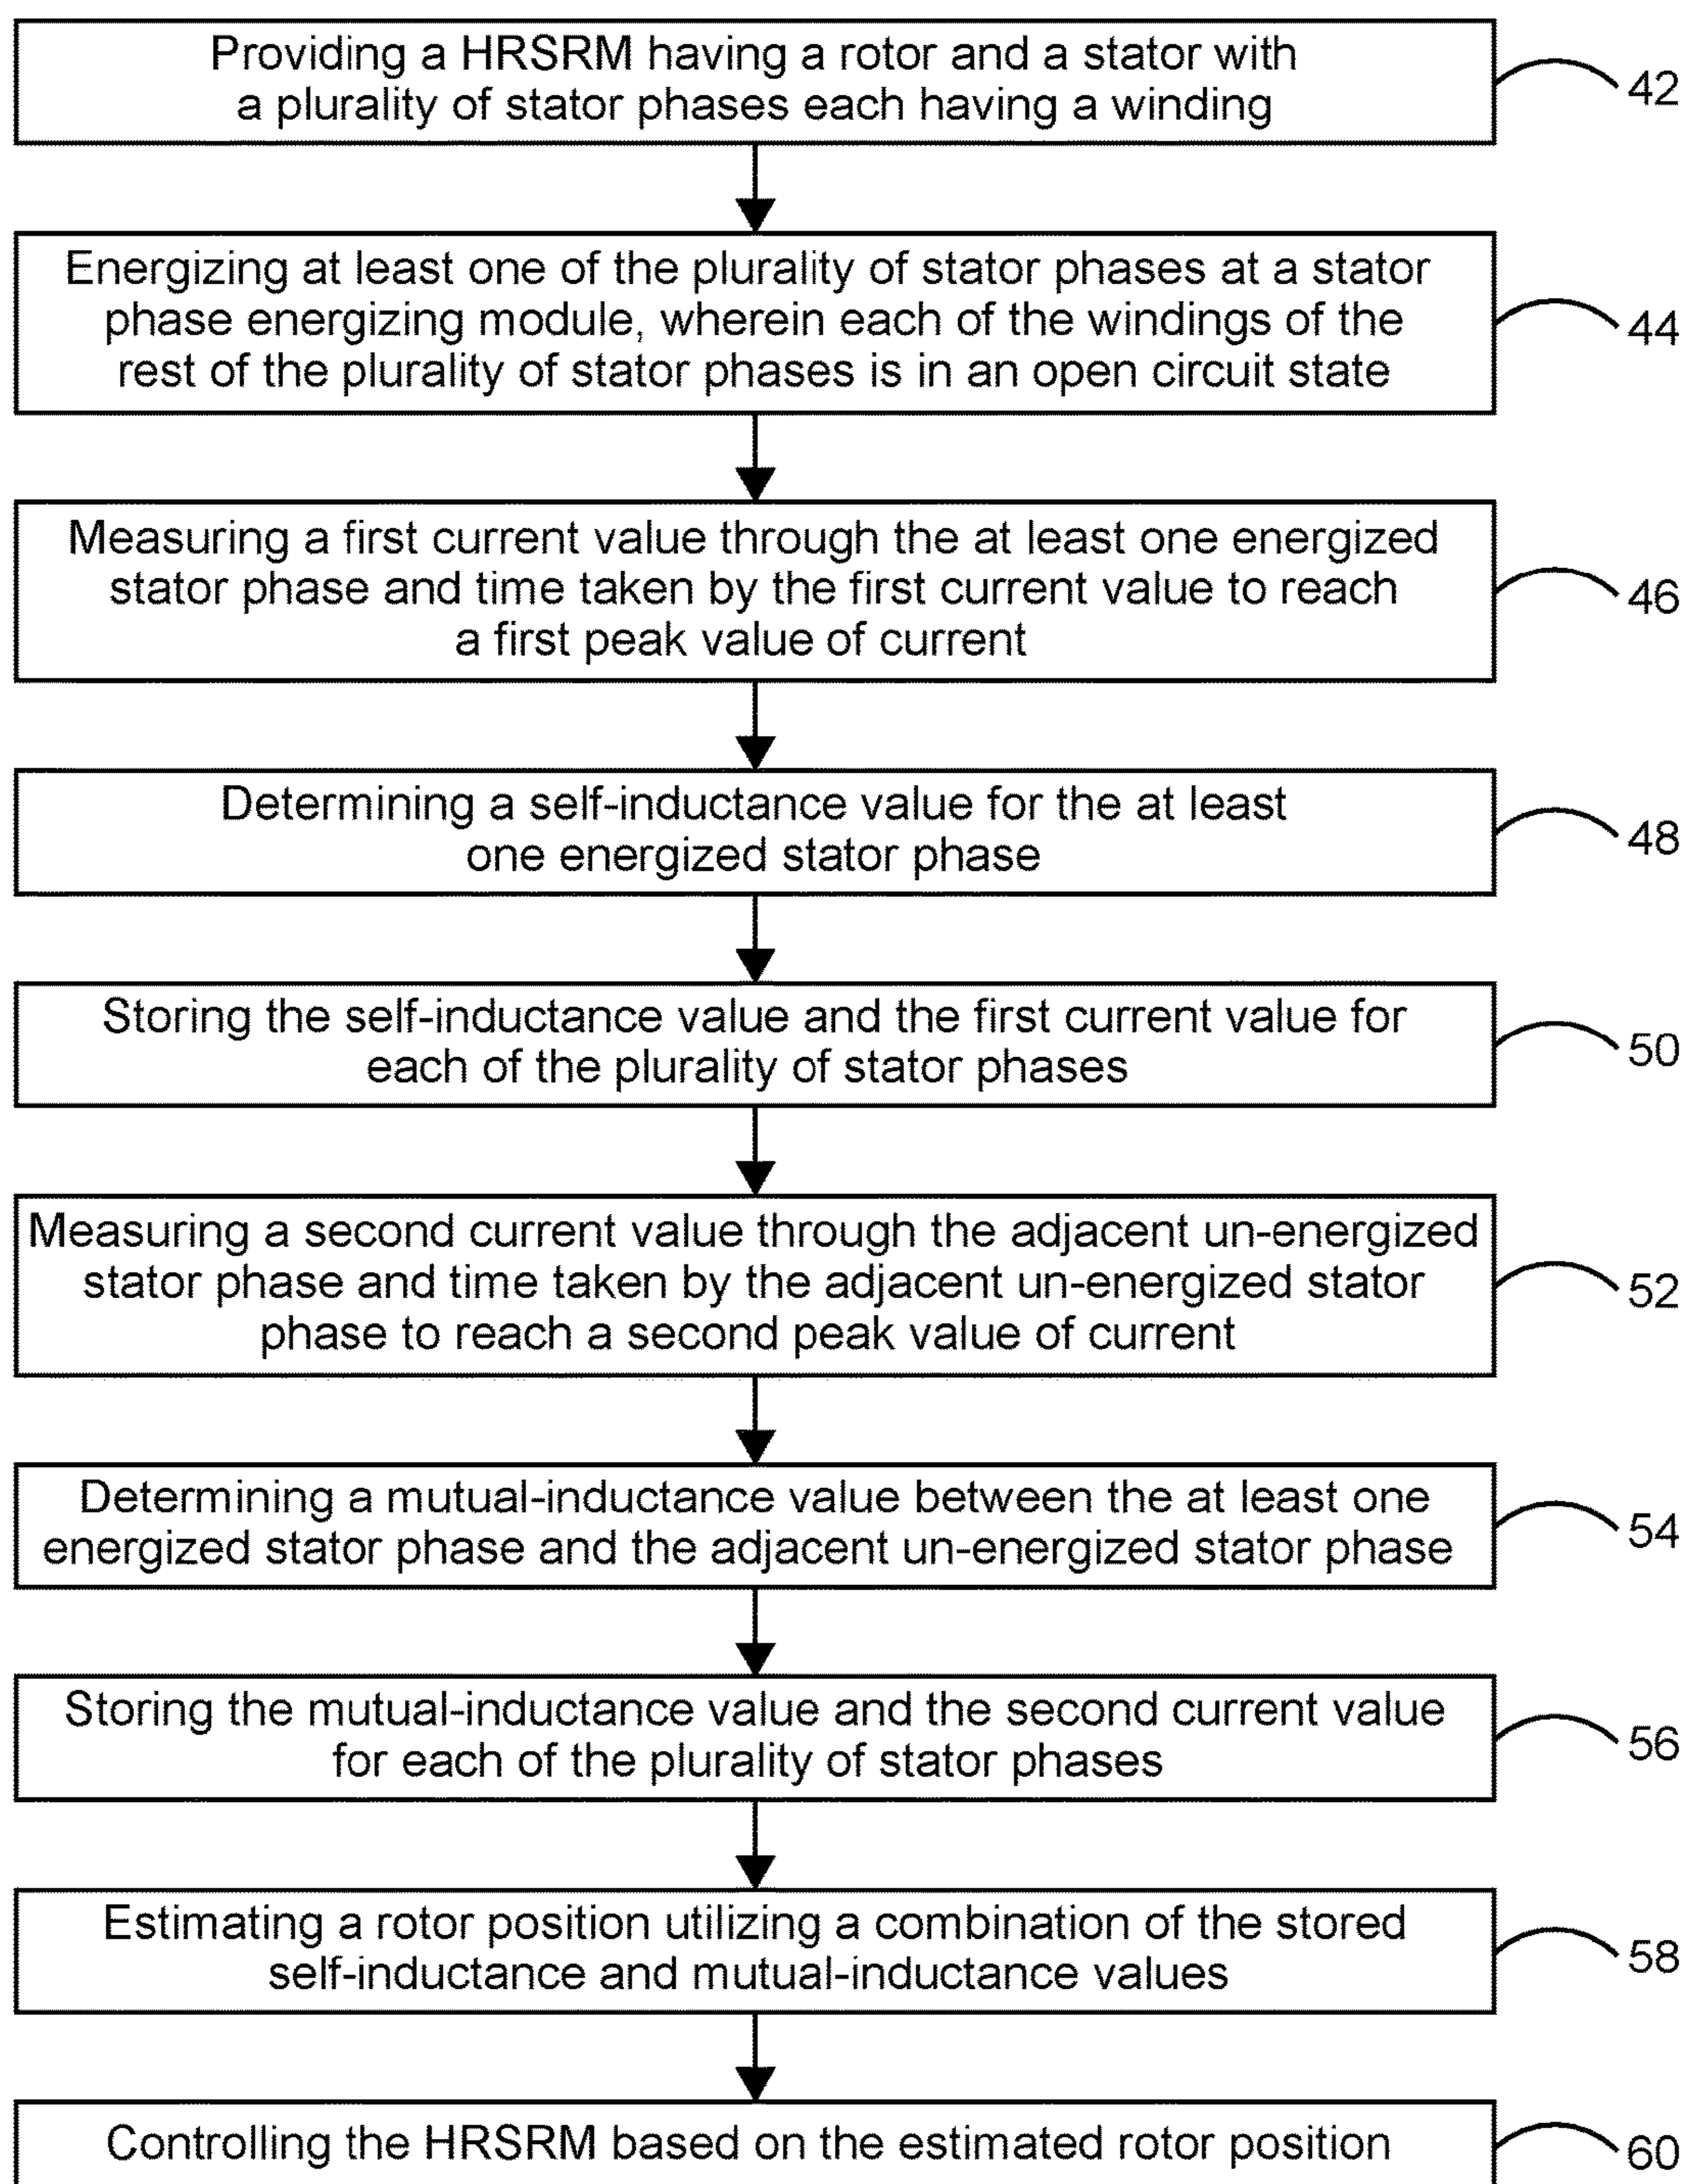 Providing a HRSRM having a rotor and a stator with
a plurality of stator phases each having a winding
42
Energizing at least one of the plurality of stator phases at a stator
phase energizing module, wherein each of the windings of the
rest of the plurality of stator phases is in an open circuit state
44
Measuring a first current value through the at least one energized
stator phase and time taken by the first current value to reach
a first peak value of current
46
Determining a self-inductance value for the at least
one energized stator phase
48
Storing the self-inductance value and the first current value for
each of the plurality of stator phases
50
Measuring a second current value through the adjacent un-energized
stator phase and time taken by the adjacent un-energized stator
phase to reach a second peak value of current
52
Determining a mutual-inductance value between the at least one
energized stator phase and the adjacent un-energized stator phase
54
Storing the mutual-inductance value and the second current value
for each of the plurality of stator phases
56
Estimating a rotor position utilizing a combination of the stored
self-inductance and mutual-inductance values
58
Controlling the HRSRM based on the estimated rotor position
60